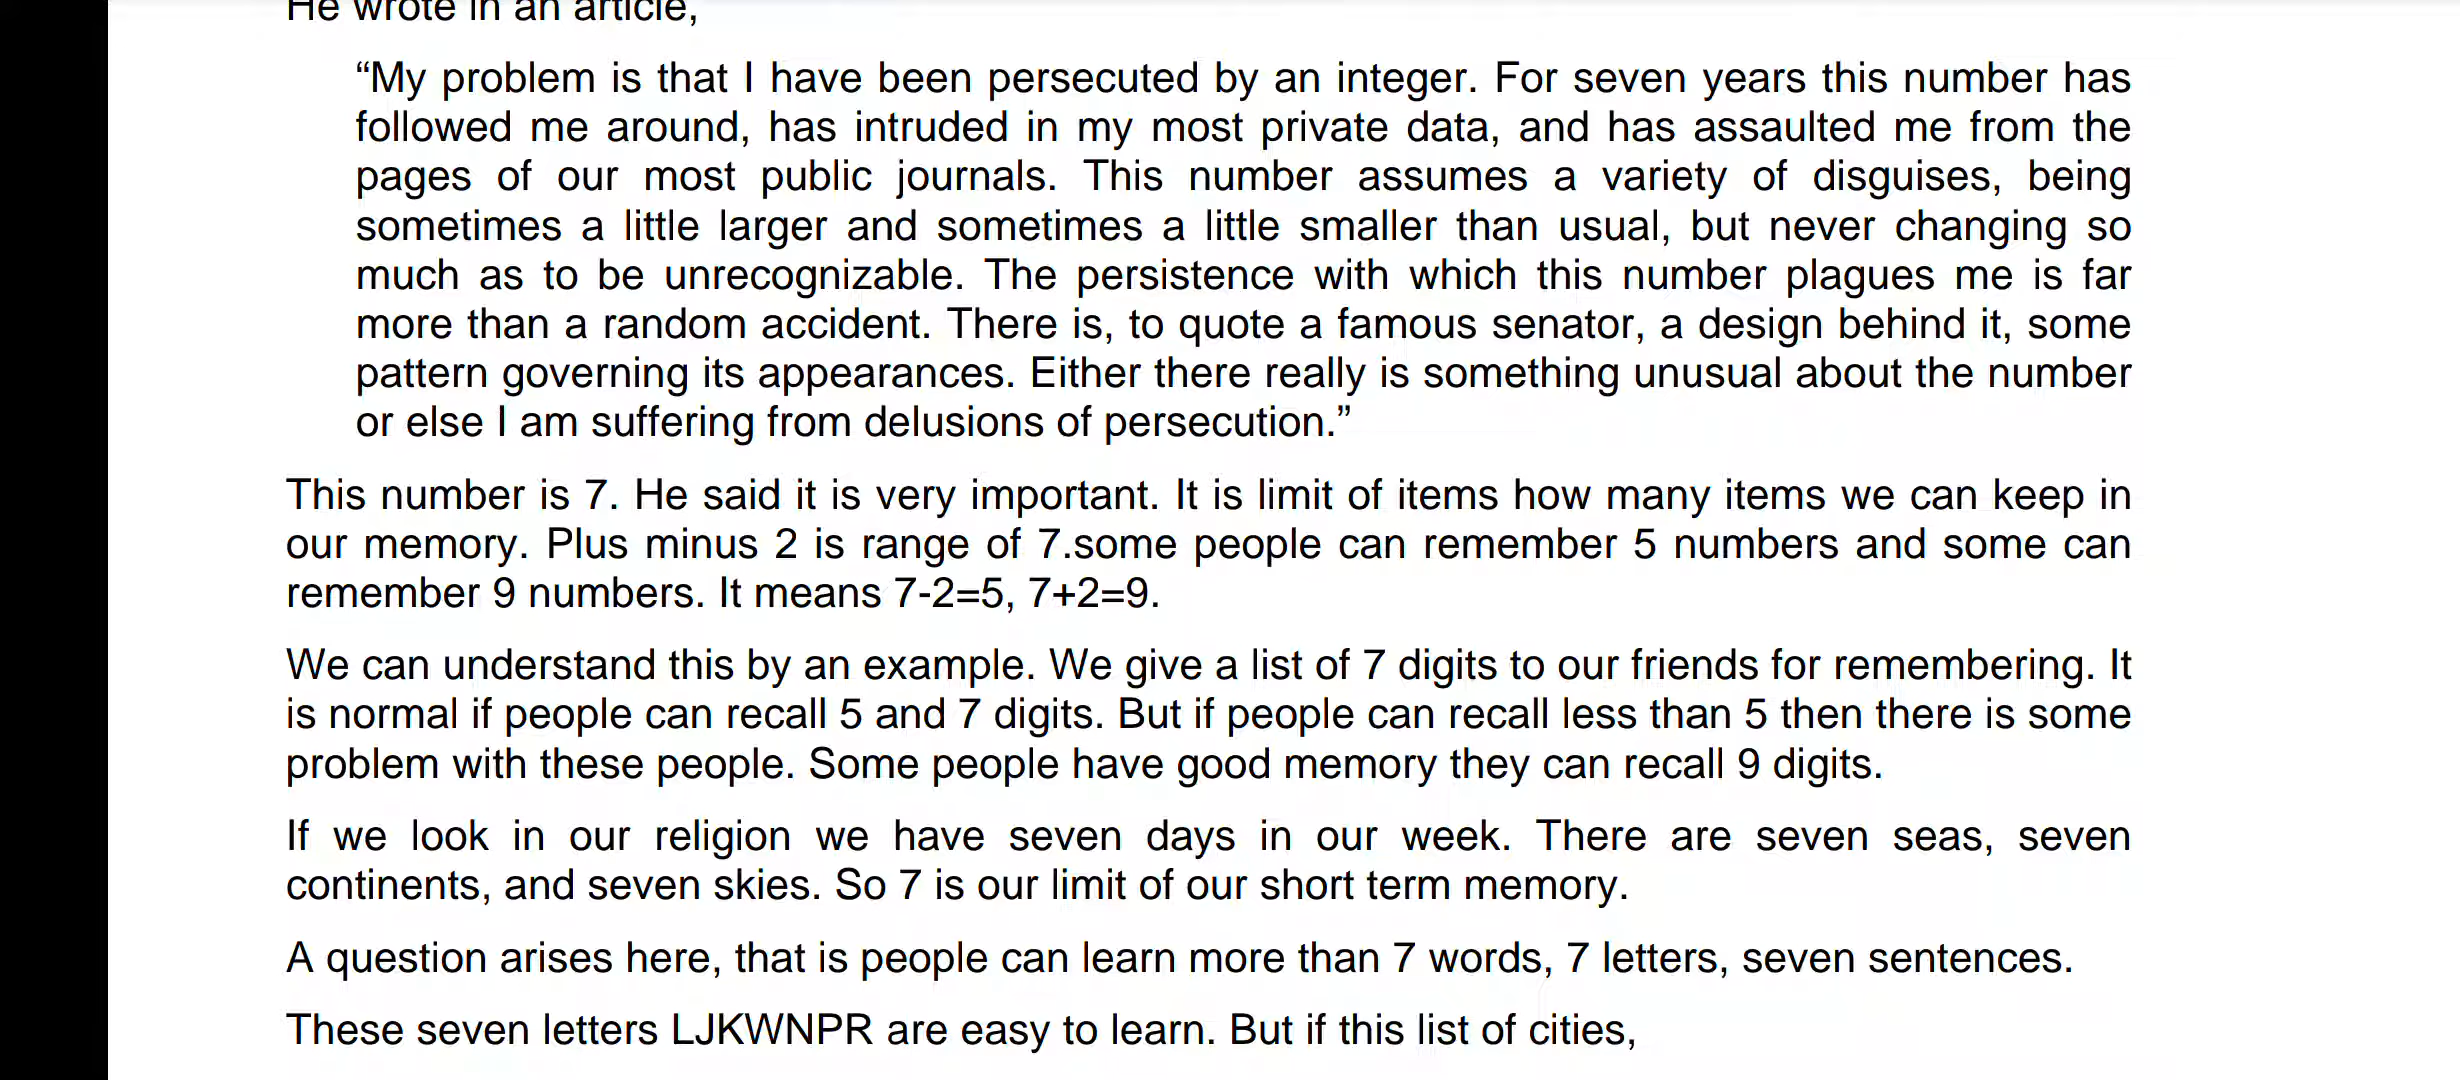 He wrote in an article,
“My problem is that I have been persecuted by an integer. For seven years this number has
followed me around, has intruded in my most private data, and has assaulted me from the
pages of our most public journals. This number assumes a variety of disguises, being
sometimes a little larger and sometimes a little smaller than usual, but never changing so
much as to be unrecognizable. The persistence with which this number plagues me is far
more than a random accident. There is, to quote a famous senator, a design behind it, some
pattern governing its appearances. Either there really is something unusual about the number
or else I am suffering from delusions of persecution.”
This number is 7. He said it is very important. It is limit of items how many items we can keep in
our memory. Plus minus 2 is range of 7.some people can remember 5 numbers and some can
remember 9 numbers. It means 7-2=5, 7+2=9.
We can understand this by an example. We give a list of 7 digits to our friends for remembering. It
is normal if people can recall 5 and 7 digits. But if people can recall less than 5 then there is some
problem with these people. Some people have good memory they can recall 9 digits.
If we look in our religion we have seven days in our week. There are seven seas, seven
continents, and seven skies. So 7 is our limit of our short term memory.
A question arises here, that is people can learn more than 7 words, 7 letters, seven sentences.
These seven letters LJKWNPR are easy to learn. But if this list of cities,